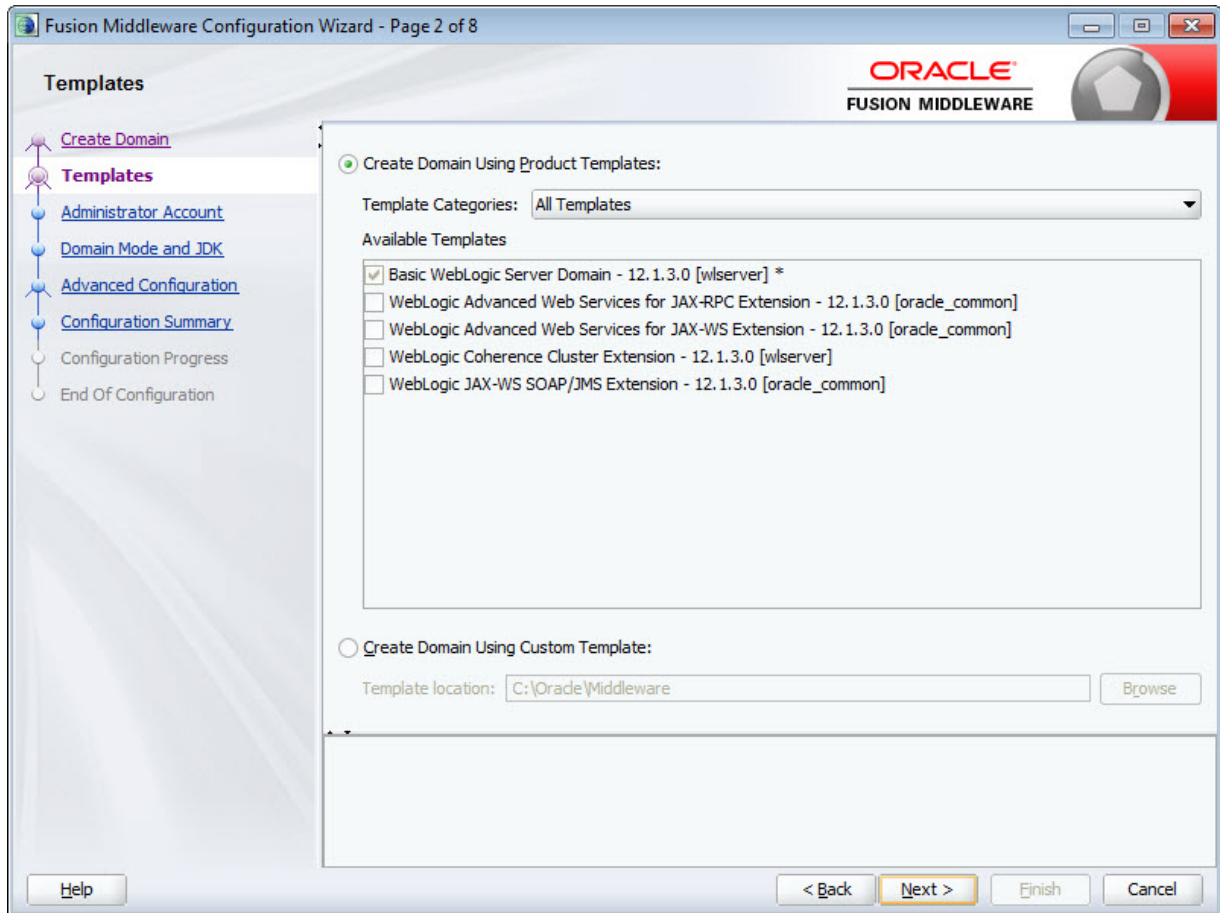 Fusion Middleware Configuration Wizard - Page 2 of 8
Templates
ORACLE
FUSION MIDDLEWARE
Create Domain
Templates
Administrator Account
Domain Mode and JDK
Advanced Configuration
Configuration Summary
Configuration Progress
End Of Configuration
Create Domain Using Product Templates:
Template Categories: All Templates
Available Templates
Basic WebLogic Server Domain - 12.1.3.0 [wlserver] *
WebLogic Advanced Web Services for JAX-RPC Extension - 12.1.3.0 [oracle_common]
WebLogic Advanced Web Services for JAX-WS Extension - 12.1.3.0 [oracle_common]
WebLogic Coherence Cluster Extension - 12.1.3.0 [wlserver]
WebLogic JAX-WS SOAP/JMS Extension - 12.1.3.0 [oracle_common]
Create Domain Using Custom Template:
Template location: C:\Oracle\Middleware Browse
Help < Back Next > Finish Cancel